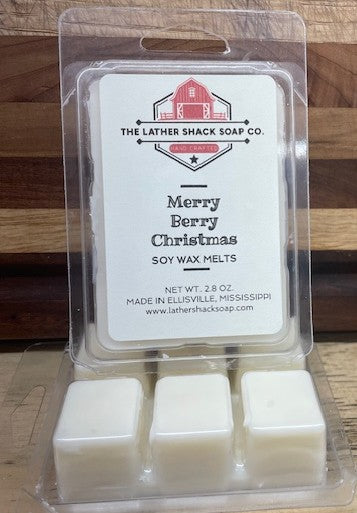 THE LATHER SHACK SOAP CO.
HAND CRAFTED
Merry
Berry
Christmas
SOY WAX MELTS
NET WT. 2.8 OZ.
MADE IN ELLISVILLE, MISSISSIPPI
www.lathershacksoap.com